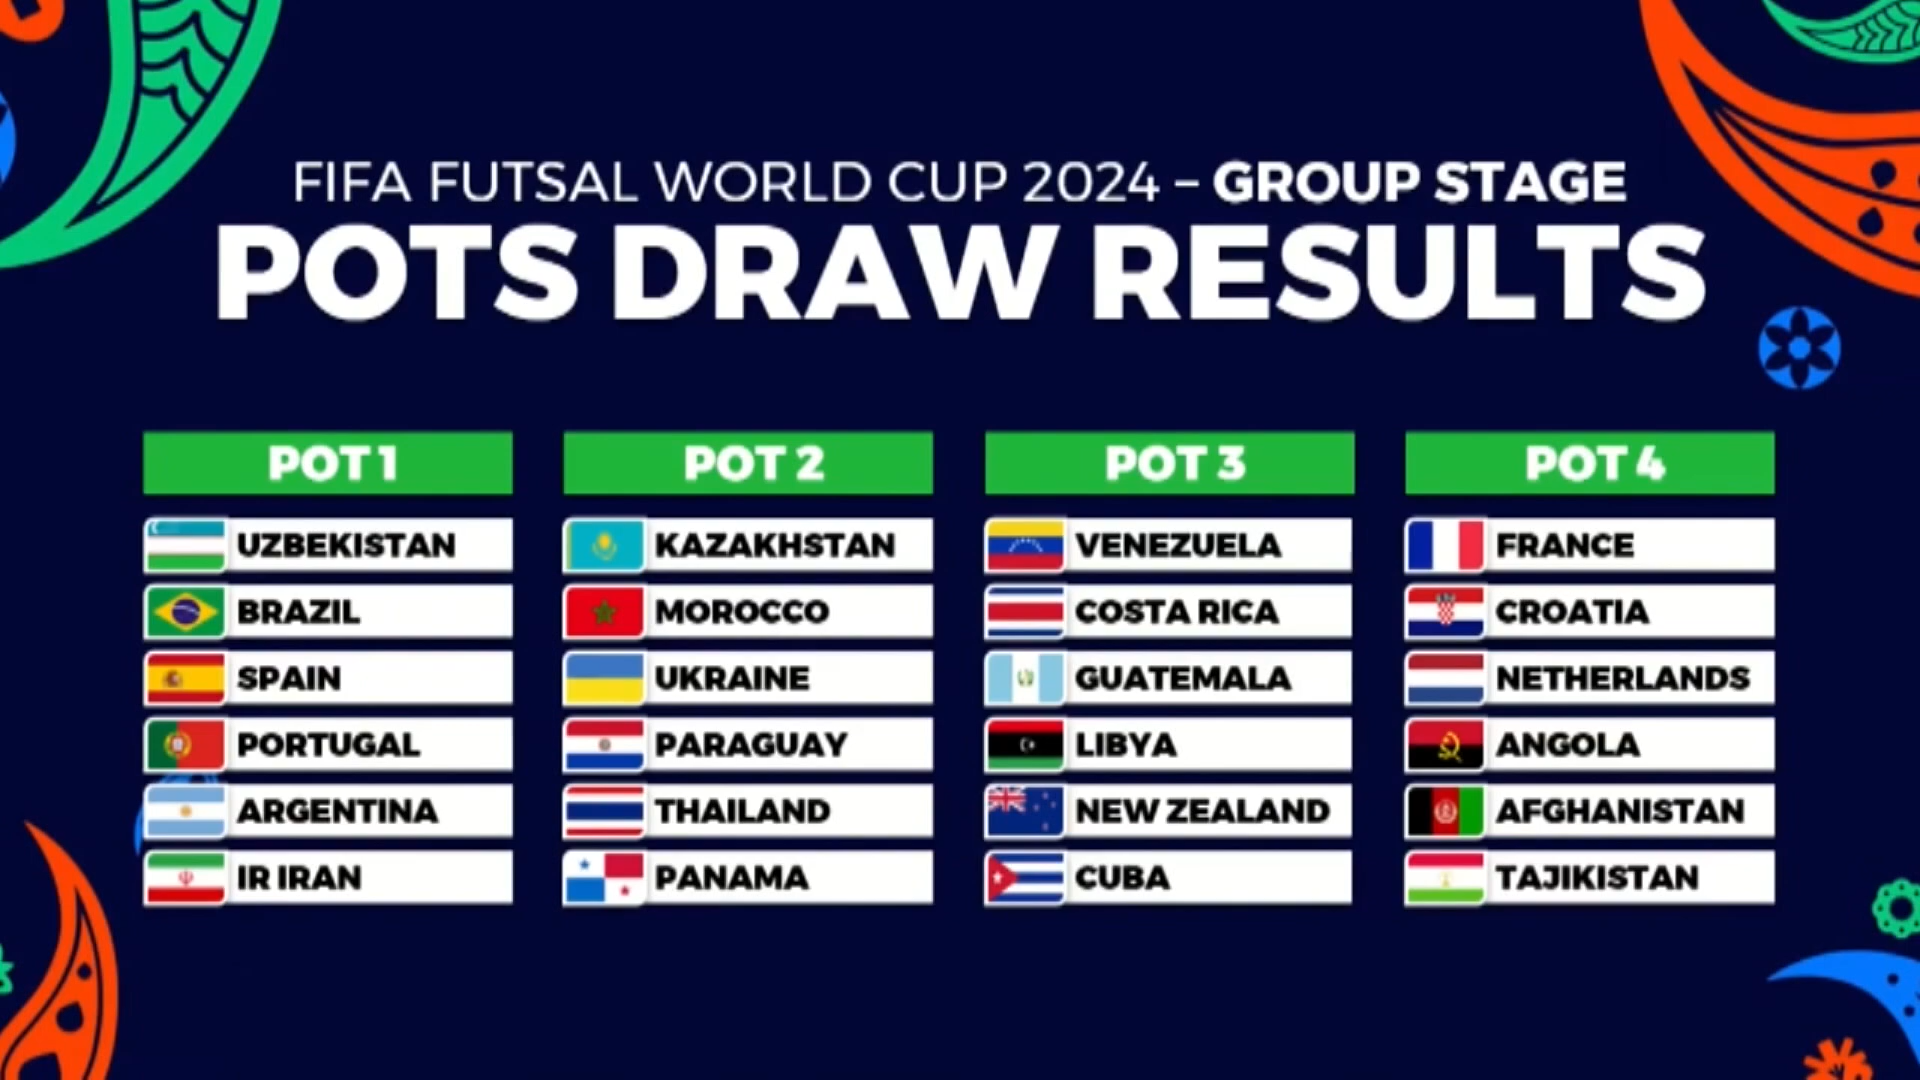 FIFA FUTSAL WORLD CUP 2024 – GROUP STAGE
POTS DRAW RESULTS
POT 1
UZBEKISTAN
BRAZIL
SPAIN
PORTUGAL
ARGENTINA
IR IRAN
POT 2
KAZAKHSTAN
MOROCCO
UKRAINE
PARAGUAY
THAILAND
PANAMA
POT 3
VENEZUELA
COSTA RICA
GUATEMALA
LIBYA
NEW ZEALAND
CUBA
POT 4
FRANCE
CROATIA
NETHERLANDS
ANGOLA
AFGHANISTAN
TAJIKISTAN